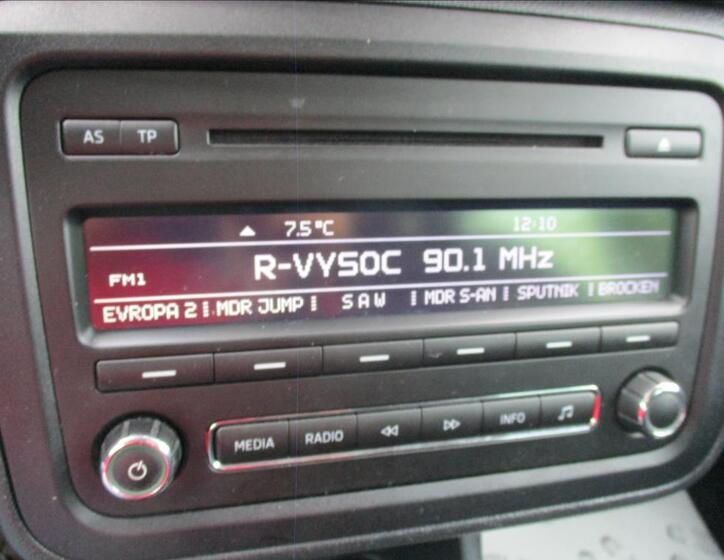 AS TP
7.5°C 12:10
R-VYSOC 90.1 MHz
FM1
EVROPA 2 MDR JUMP SAW MDR S-AN SPUTNIK BROCKEN
MEDIA RADIO INFO